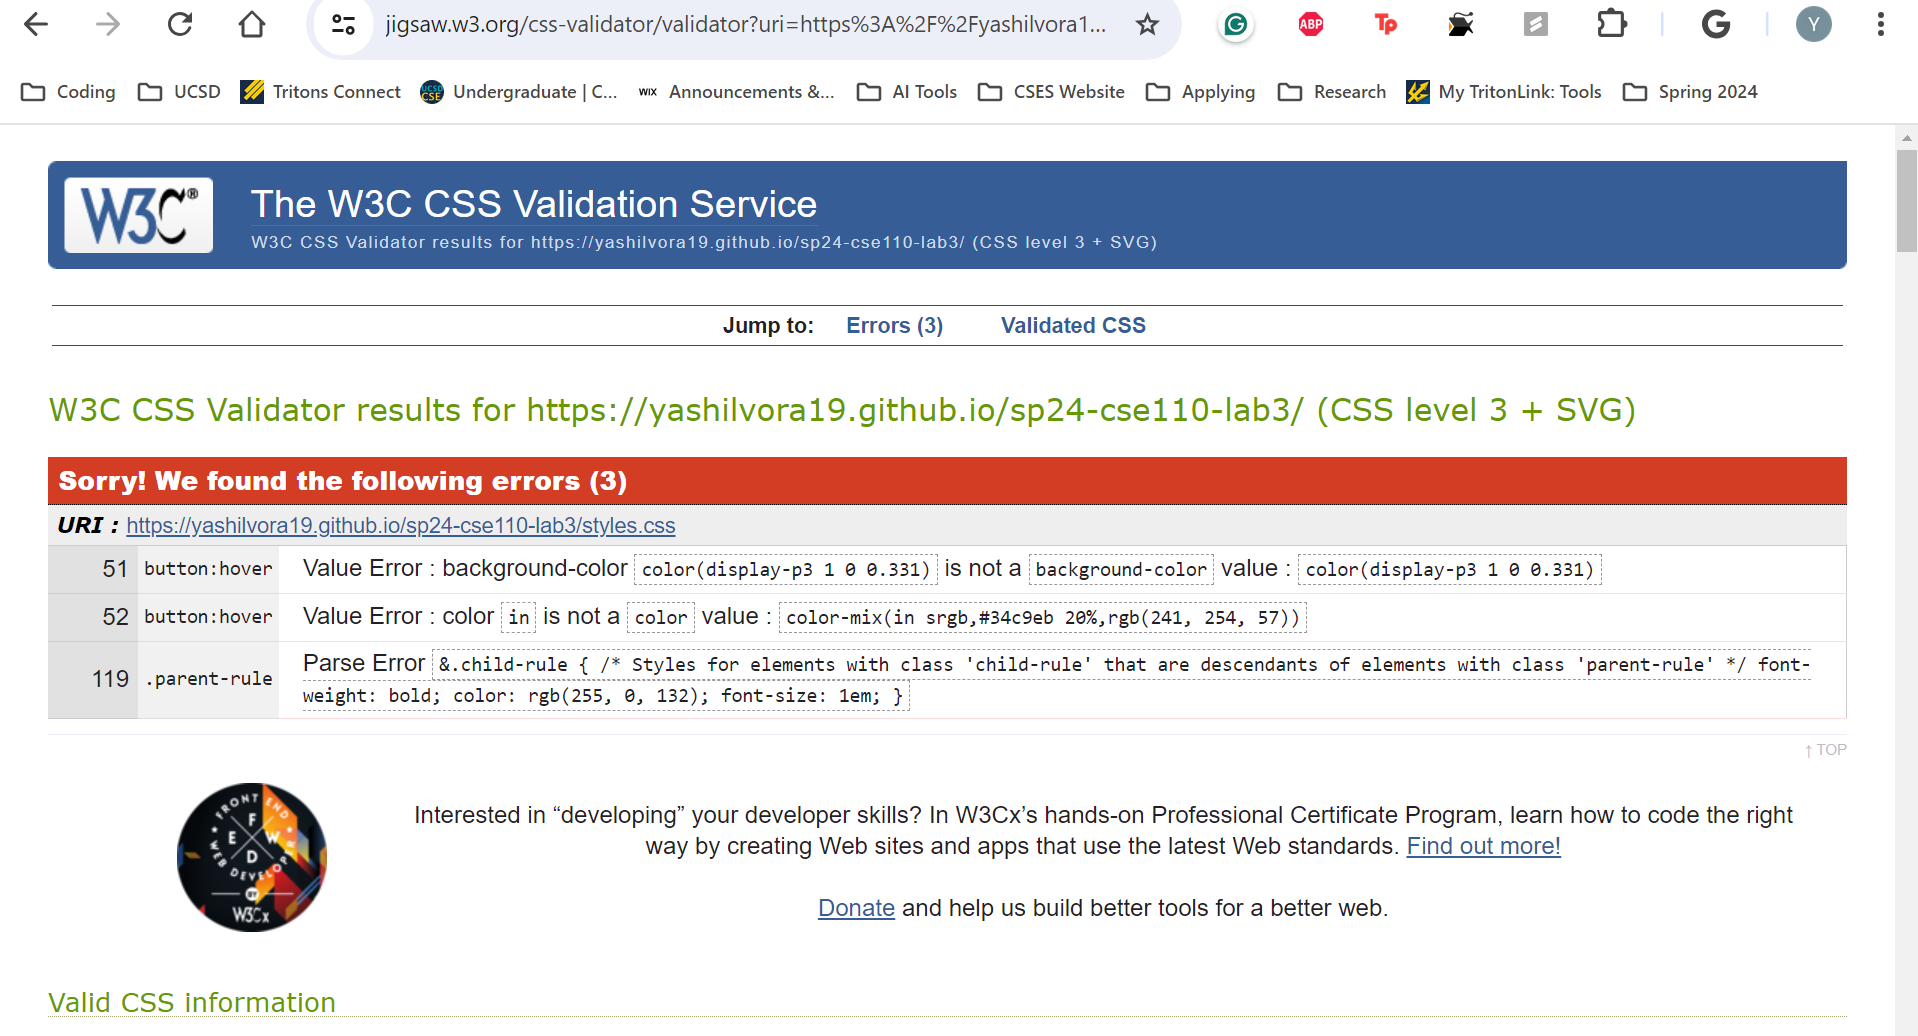 jigsaw.w3.org/css-validator/validator?uri=https%3A%2F%2Fyashilvora1...
ABP
Tp
G
Y
Coding UCSD Tritons Connect UCSD CSE Undergraduate | C... WIX Announcements &... AI Tools CSES Website Applying Research My TritonLink: Tools Spring 2024
W3C®
The W3C CSS Validation Service
W3C CSS Validator results for https://yashilvora19.github.io/sp24-cse110-lab3/ (CSS level 3 + SVG)
Jump to: Errors (3) Validated CSS
W3C CSS Validator results for https://yashilvora19.github.io/sp24-cse110-lab3/ (CSS level 3 + SVG)
Sorry! We found the following errors (3)
URI : https://yashilvora19.github.io/sp24-cse110-lab3/styles.css
51 button:hover Value Error : background-color color(display-p3 1 0 0.331) is not a background-color value : color(display-p3 1 0 0.331)
52 button:hover Value Error : color in is not a color value : color-mix(in srgb,#34c9eb 20%,rgb(241, 254, 57))
119 .parent-rule Parse Error &.child-rule { /* Styles for elements with class 'child-rule' that are descendants of elements with class 'parent-rule' */ font-
weight: bold; color: rgb(255, 0, 132); font-size: 1em; }
↑ TOP
FRONT END WEB DEVELOPER
F E W D
BY
W3Cx
Interested in “developing” your developer skills? In W3Cx’s hands-on Professional Certificate Program, learn how to code the right
way by creating Web sites and apps that use the latest Web standards. Find out more!
Donate and help us build better tools for a better web.
Valid CSS information